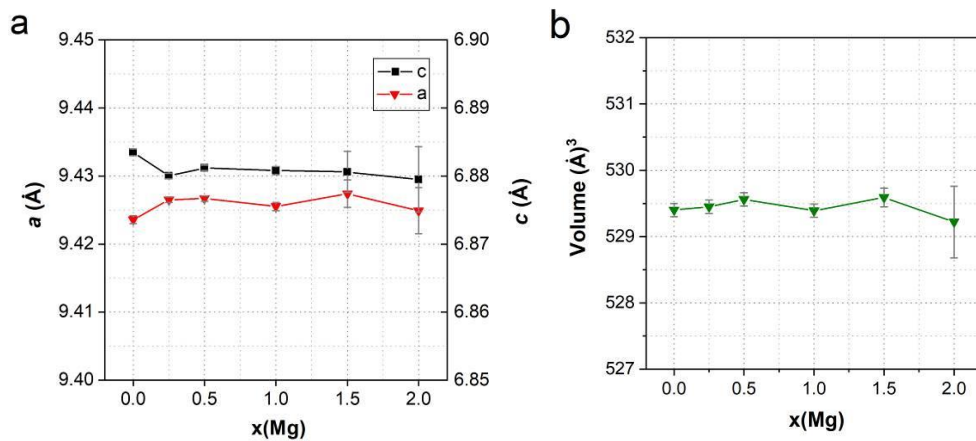 a
9.45
9.44
9.43
9.42
9.41
9.40
a (Å)
6.90
6.89
6.88
6.87
6.86
6.85
c (Å)
c
a
0.0 0.5 1.0 1.5 2.0
x(Mg)
b
532
531
530
529
528
527
Volume (Å)³
0.0 0.5 1.0 1.5 2.0
x(Mg)